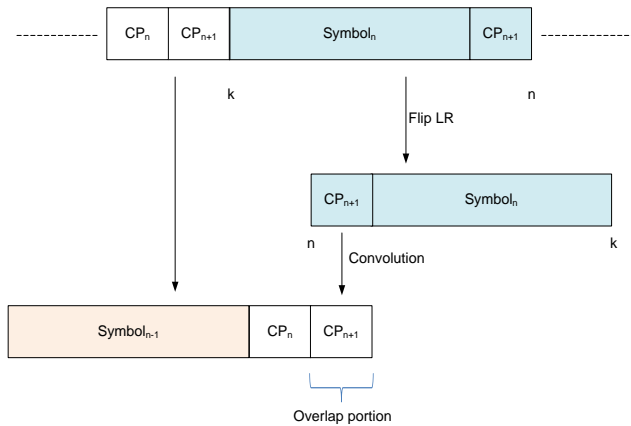 CPn CPn+1 Symboln CPn+1
k n
Flip LR
CPn+1 Symboln
n k
Convolution
Symboln-1 CPn CPn+1
Overlap portion